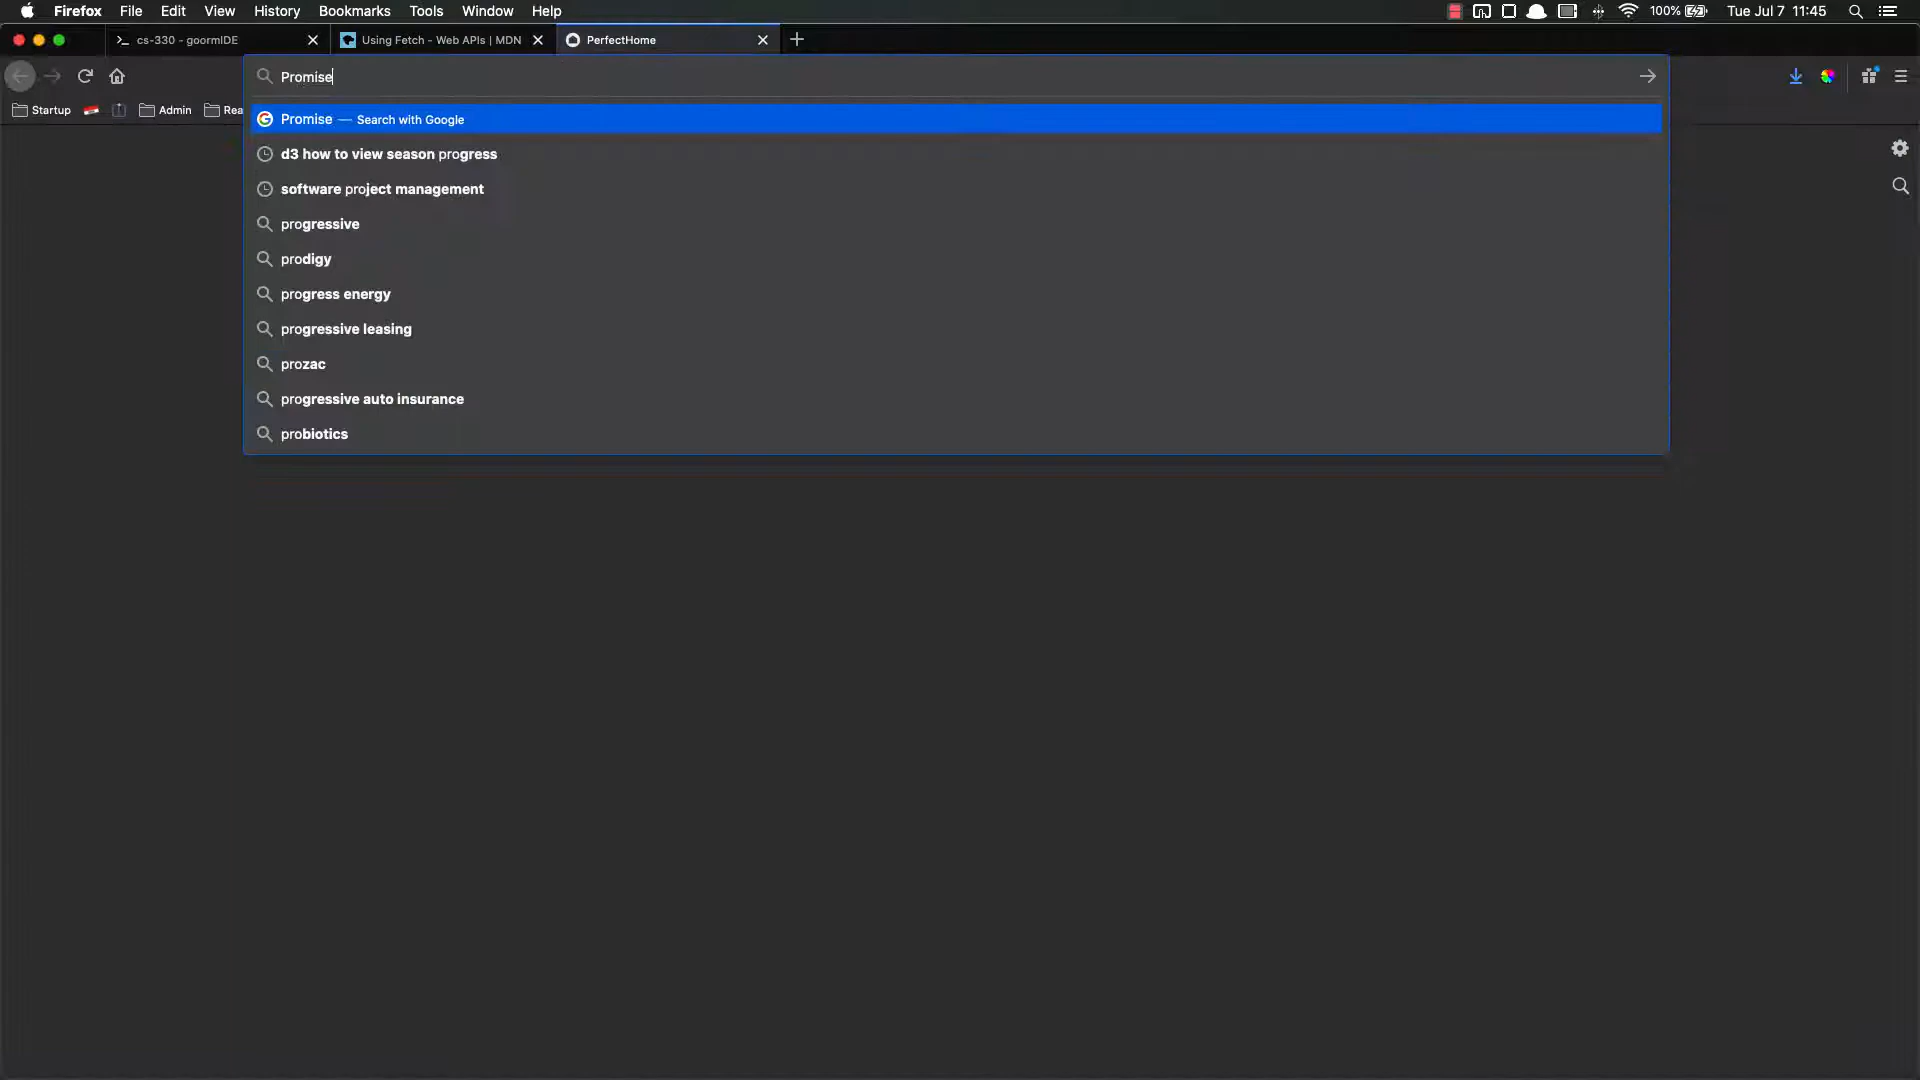 Firefox File Edit View History Bookmarks Tools Window Help 100% Tue Jul 7 11:45
cs-330 - goormIDE Using Fetch - Web APIs | MDN PerfectHome
Promise
Startup Admin Rea
Promise — Search with Google
d3 how to view season progress
software project management
progressive
prodigy
progress energy
progressive leasing
prozac
progressive auto insurance
probiotics